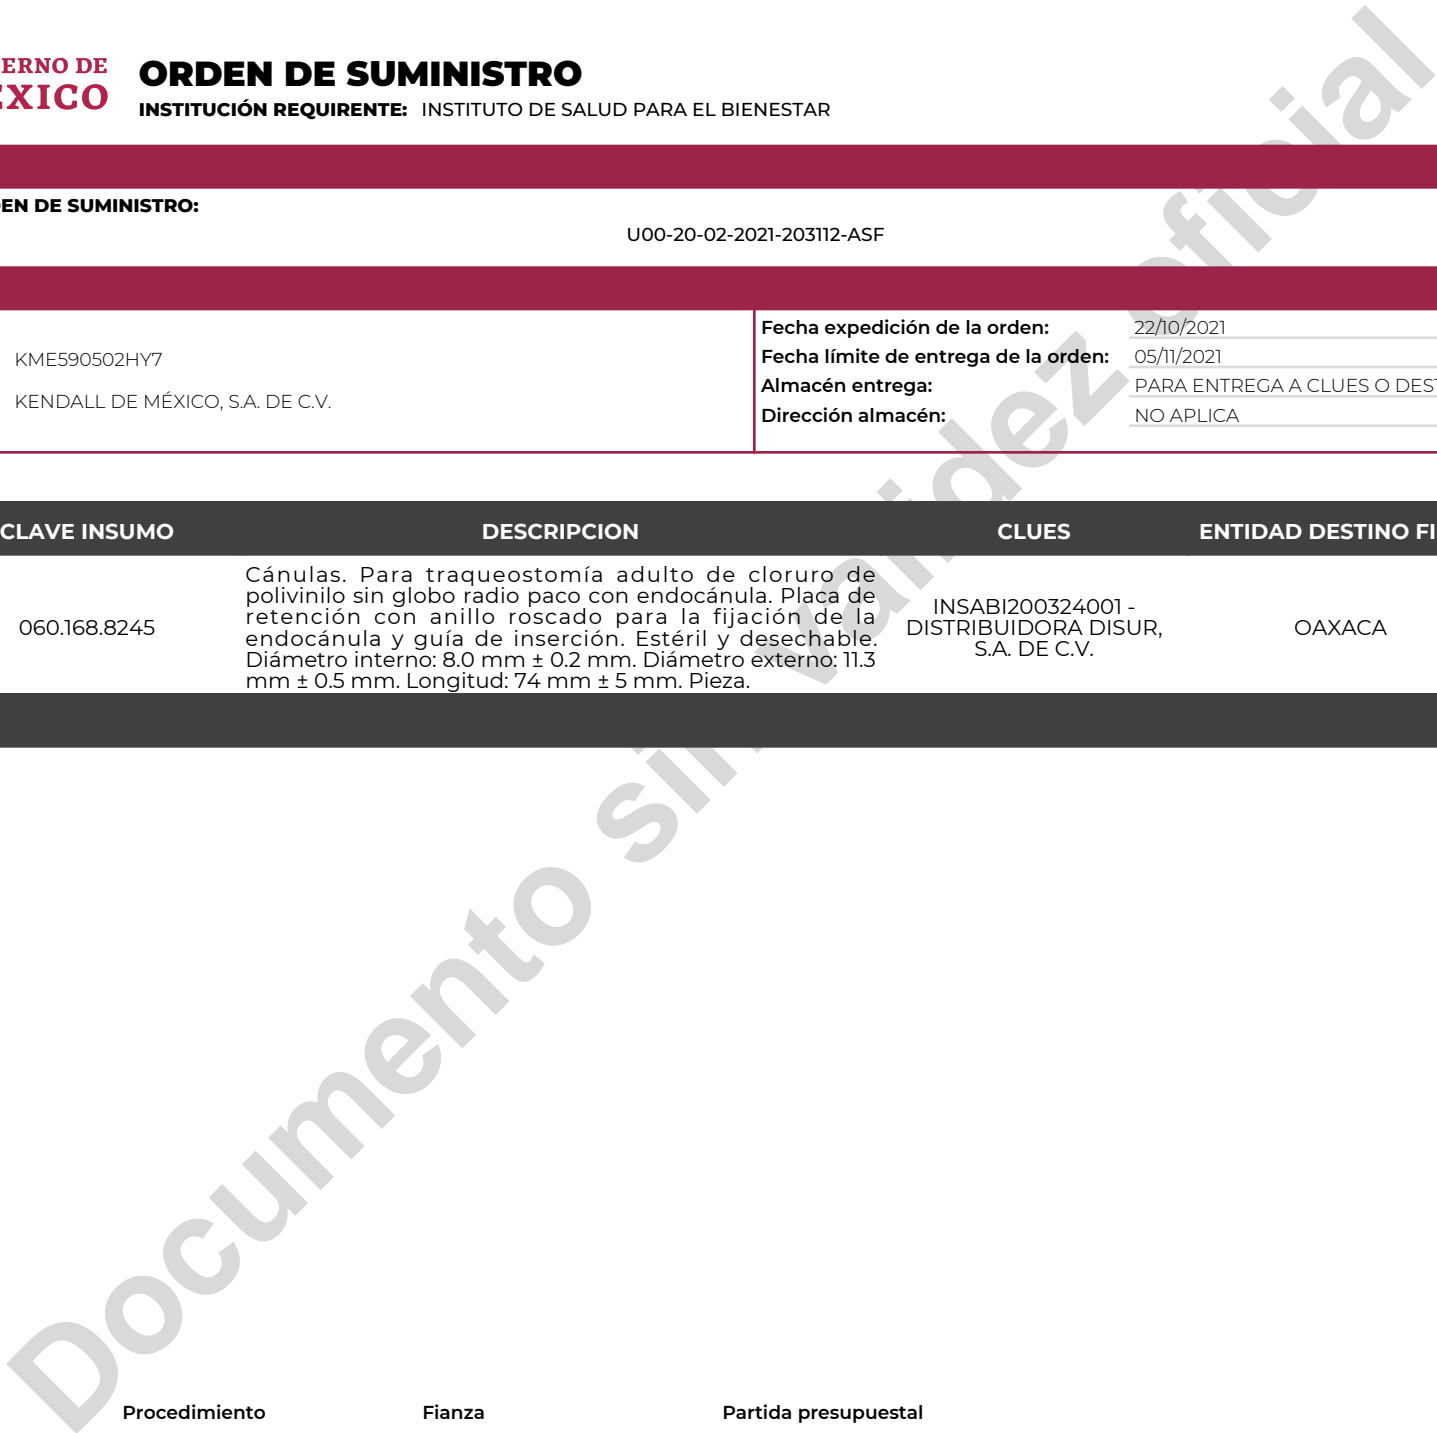 ERNO DE
ÉXICO
ORDEN DE SUMINISTRO
INSTITUCIÓN REQUIRENTE: INSTITUTO DE SALUD PARA EL BIENESTAR
EN DE SUMINISTRO:
U00-20-02-2021-203112-ASF
KME590502HY7
KENDALL DE MÉXICO, S.A. DE C.V.
Fecha expedición de la orden: 22/10/2021
Fecha límite de entrega de la orden: 05/11/2021
Almacén entrega: PARA ENTREGA A CLUES O DEST
Dirección almacén: NO APLICA
CLAVE INSUMO DESCRIPCION CLUES ENTIDAD DESTINO FI
060.168.8245
Cánulas. Para traqueostomía adulto de cloruro de
polivinilo sin globo radio paco con endocánula. Placa de
retención con anillo roscado para la fijación de la
endocánula y guía de inserción. Estéril y desechable.
Diámetro interno: 8.0 mm ± 0.2 mm. Diámetro externo: 11.3
mm ± 0.5 mm. Longitud: 74 mm ± 5 mm. Pieza.
INSABI200324001 -
DISTRIBUIDORA DISUR,
S.A. DE C.V.
OAXACA
Documento sin validez oficial
Procedimiento Fianza Partida presupuestal